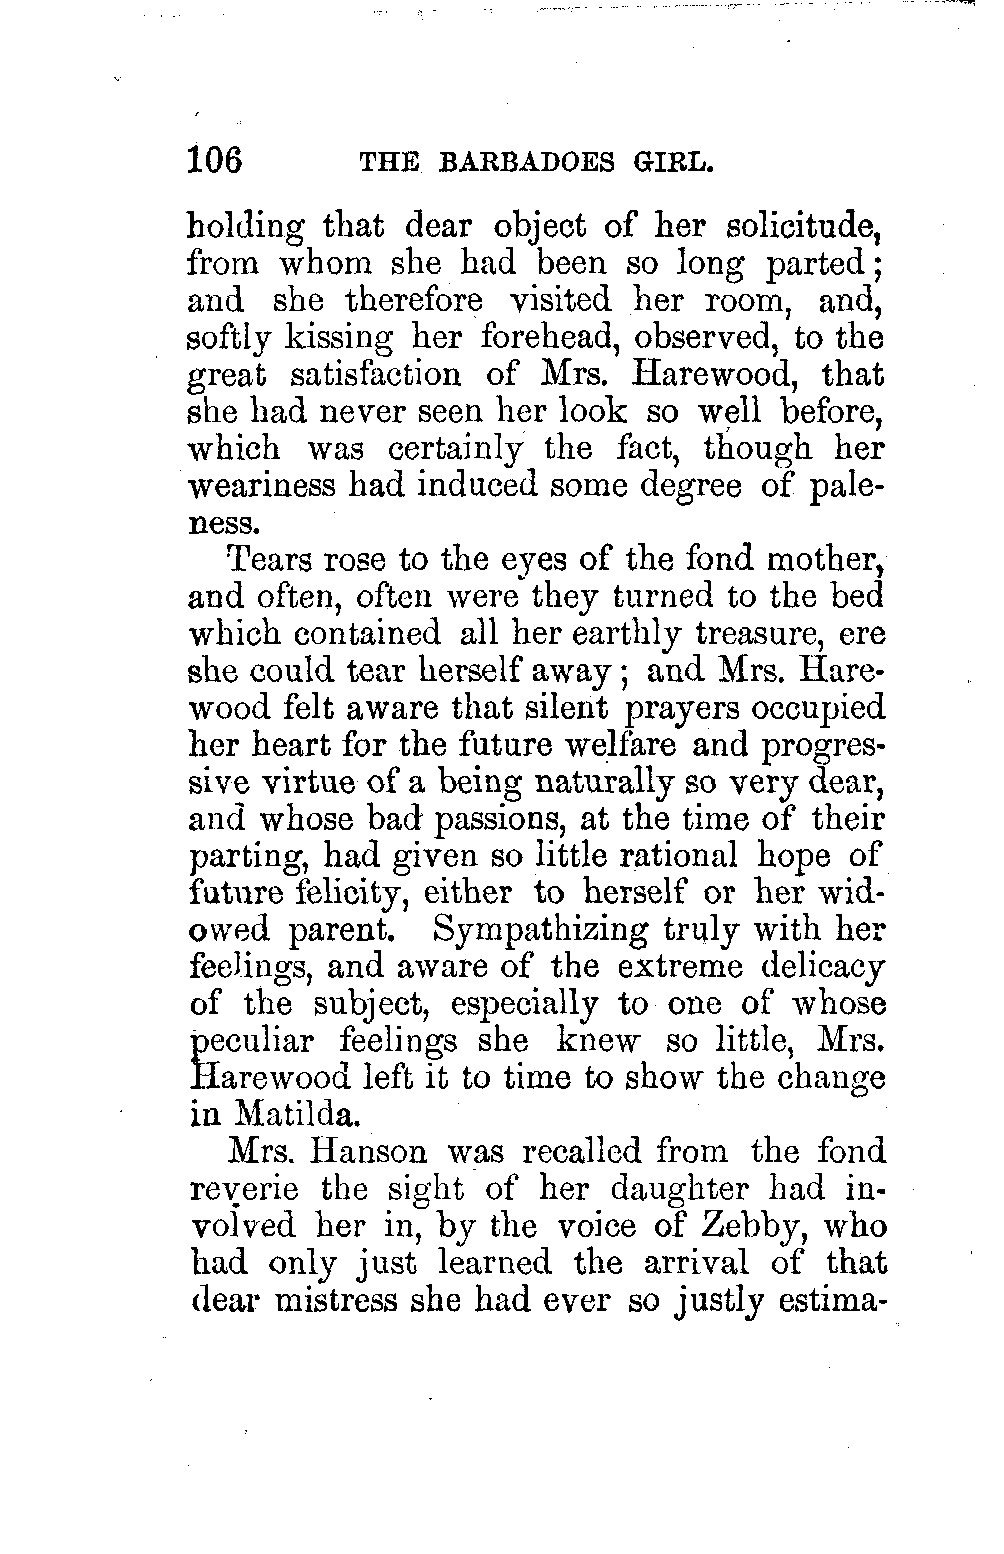 106 THE BARBADOES GIRL.
holding that dear object of her solicitude,
from whom she had been so long parted;
and she therefore visited her room, and,
softly kissing her forehead, observed, to the
great satisfaction of Mrs. Harewood, that
she had never seen her look so well before,
which was certainly the fact, though her
weariness had induced some degree of pale-
ness.
Tears rose to the eyes of the fond mother,
and often, often were they turned to the bed
which contained all her earthly treasure, ere
she could tear herself away; and Mrs. Hare-
wood felt aware that silent prayers occupied
her heart for the future welfare and progres-
sive virtue of a being naturally so very dear,
and whose bad passions, at the time of their
parting, had given so little rational hope of
future felicity, either to herself or her wid-
owed parent. Sympathizing truly with her
feelings, and aware of the extreme delicacy
of the subject, especially to one of whose
peculiar feelings she knew so little, Mrs.
Harewood left it to time to show the change
in Matilda.
Mrs. Hanson was recalled from the fond
reverie the sight of her daughter had in-
volved her in, by the voice of Zebby, who
had only just learned the arrival of that
dear mistress she had ever so justly estima-